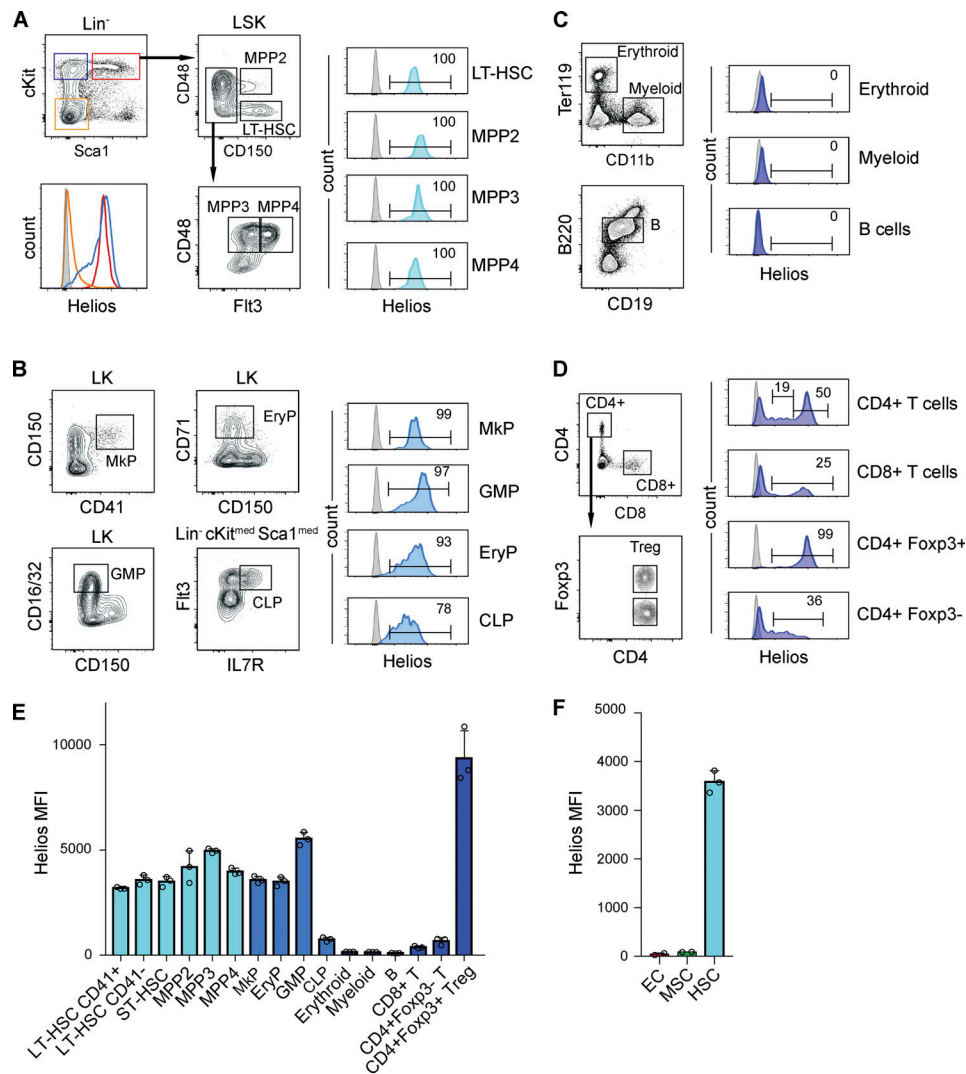 A
Lin-
LSK
cKit
Sca1
CD48
MPP2
LT-HSC
CD150
count
Helios
CD48
MPP3 MPP4
Flt3
count
100
LT-HSC
100
MPP2
100
MPP3
100
MPP4
Helios
C
Ter119
Erythroid
Myeloid
CD11b
B220
B
CD19
count
0
Erythroid
0
Myeloid
0
B cells
Helios
B
LK
LK
CD150
MkP
CD41
CD71
EryP
CD150
LK
Lin- cKitmed Sca1med
CD16/32
GMP
CD150
Flt3
CLP
IL7R
count
99
MkP
97
GMP
93
EryP
78
CLP
Helios
D
CD4
CD4+
CD8+
CD8
Foxp3
Treg
CD4
count
19 50
CD4+ T cells
25
CD8+ T cells
99
CD4+ Foxp3+
36
CD4+ Foxp3-
Helios
E
Helios MFI
10000
5000
0
LT-HSC CD41+
LT-HSC CD41-
ST-HSC
MPP2
MPP3
MPP4
MkP
EryP
GMP
CLP
Erythroid
Myeloid
B
CD8+ T
CD4+Foxp3- T
CD4+Foxp3+ Treg
F
Helios MFI
5000
4000
3000
2000
1000
0
EC
MSC
HSC